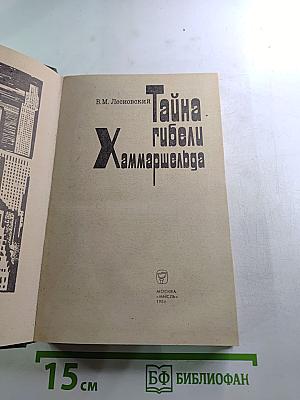 В.М. Лесиовский
Тайна
гибели
Хаммаршельда
МОСКВА
«МЫСЛЬ»
15 см
БФ БИБЛИОФАН